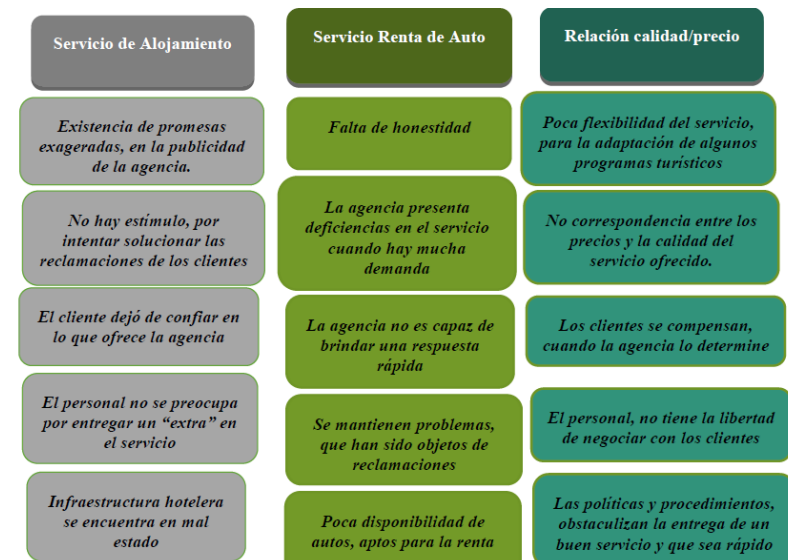 Servicio de Alojamiento
Existencia de promesas
exageradas, en la publicidad
de la agencia.
No hay estímulo, por
intentar solucionar las
reclamaciones de los clientes
El cliente dejó de confiar en
lo que ofrece la agencia
El personal no se preocupa
por entregar un “extra” en
el servicio
Infraestructura hotelera
se encuentra en mal
estado
Servicio Renta de Auto
Falta de honestidad
La agencia presenta
deficiencias en el servicio
cuando hay mucha
demanda
La agencia no es capaz de
brindar una respuesta
rápida
Se mantienen problemas,
que han sido objetos de
reclamaciones
Poca disponibilidad de
autos, aptos para la renta
Relación calidad/precio
Poca flexibilidad del servicio,
para la adaptación de algunos
programas turísticos
No correspondencia entre los
precios y la calidad del
servicio ofrecido.
Los clientes se compensan,
cuando la agencia lo determine
El personal, no tiene la libertad
de negociar con los clientes
Las políticas y procedimientos,
obstaculizan la entrega de un
buen servicio y que sea rápido